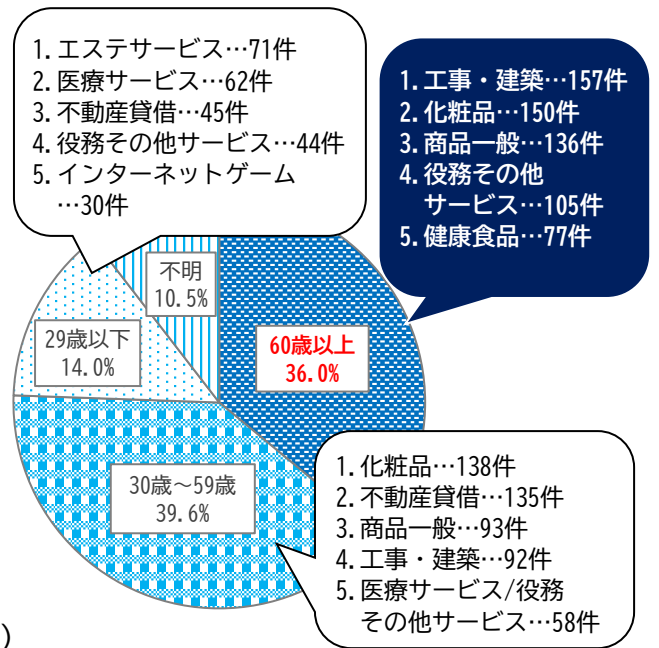 1.エステサービス…71件
2.医療サービス…62件
3.不動産貸借…45件
4.役務その他サービス…44件
5.インターネットゲーム
…30件
1.工事・建築…157件
2.化粧品…150件
3.商品一般…136件
4.役務その他
サービス…105件
5.健康食品…77件
不明
10.5%
29歳以下
14.0%
60歳以上
36.0%
30歳～59歳
39.6%
1.化粧品…138件
2.不動産貸借…135件
3.商品一般…93件
4.工事・建築…92件
5.医療サービス/役務
その他サービス…58件
)